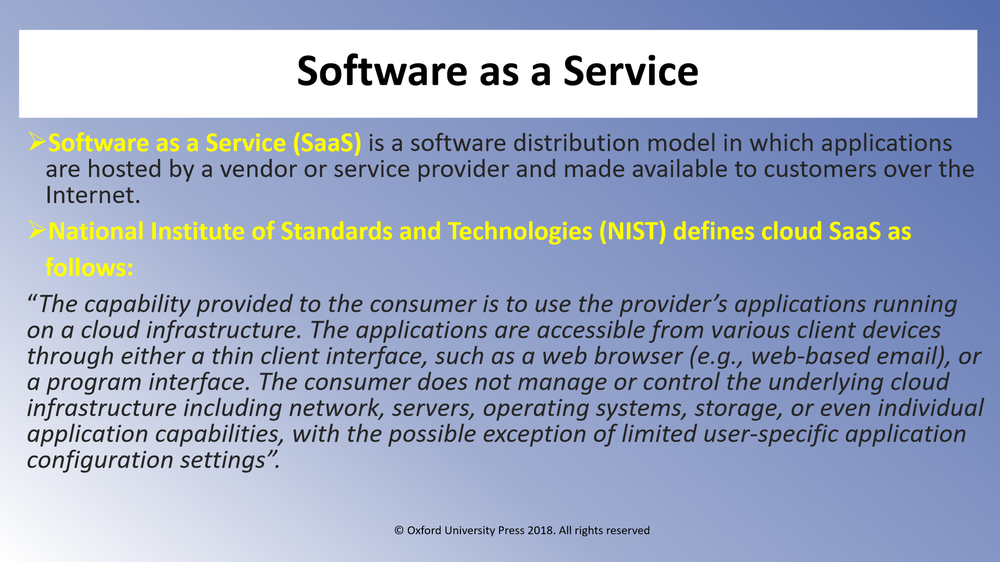 Software as a Service
➢Software as a Service (SaaS) is a software distribution model in which applications
are hosted by a vendor or service provider and made available to customers over the
Internet.
➢National Institute of Standards and Technologies (NIST) defines cloud SaaS as
follows:
“The capability provided to the consumer is to use the provider’s applications running
on a cloud infrastructure. The applications are accessible from various client devices
through either a thin client interface, such as a web browser (e.g., web-based email), or
a program interface. The consumer does not manage or control the underlying cloud
infrastructure including network, servers, operating systems, storage, or even individual
application capabilities, with the possible exception of limited user-specific application
configuration settings”.
© Oxford University Press 2018. All rights reserved